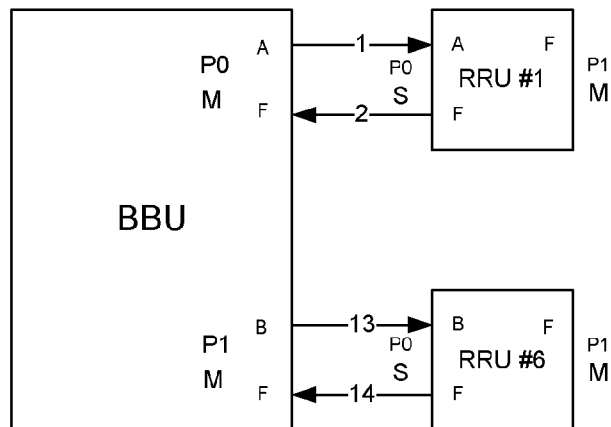 A 1 A F
P0 P0 RRU #1 P1
M S M
F 2 F
BBU
B 13 B F
P1 P0 RRU #6 P1
M S M
F 14 F